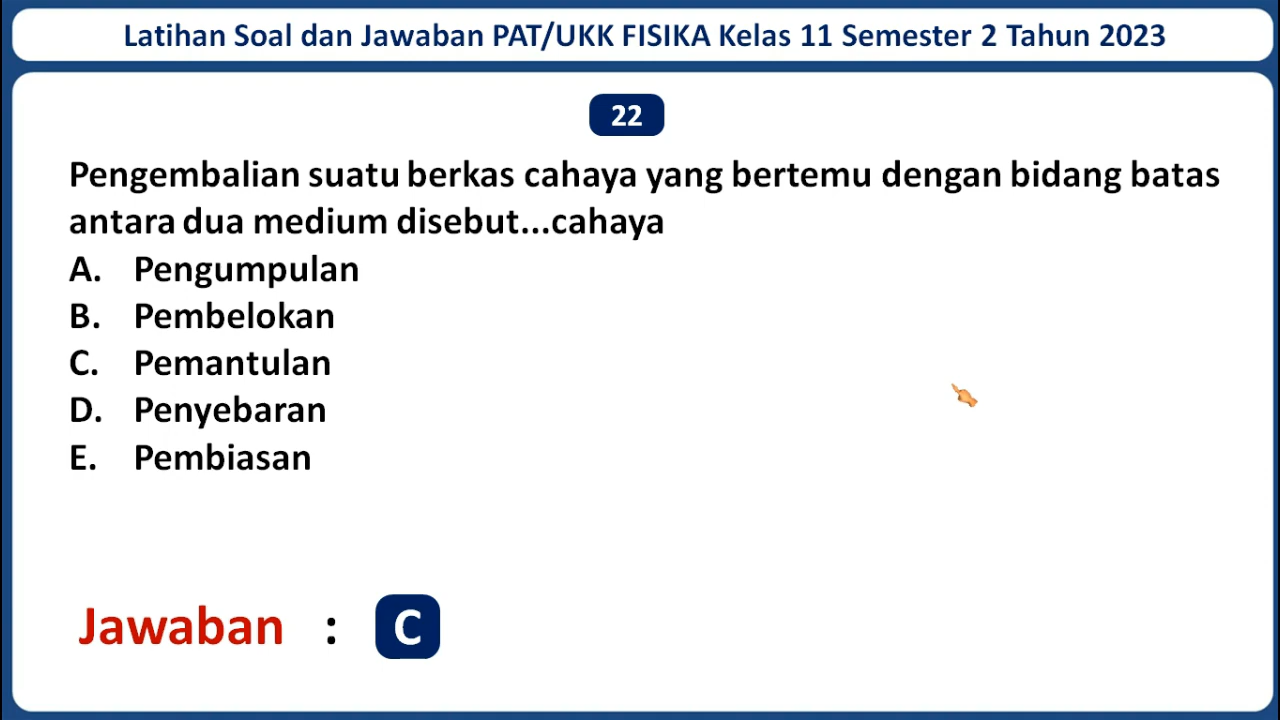 Latihan Soal dan Jawaban PAT/UKK FISIKA Kelas 11 Semester 2 Tahun 2023
22
Pengembalian suatu berkas cahaya yang bertemu dengan bidang batas
antara dua medium disebut...cahaya
A. Pengumpulan
B. Pembelokan
C. Pemantulan
D. Penyebaran
E. Pembiasan
Jawaban : C